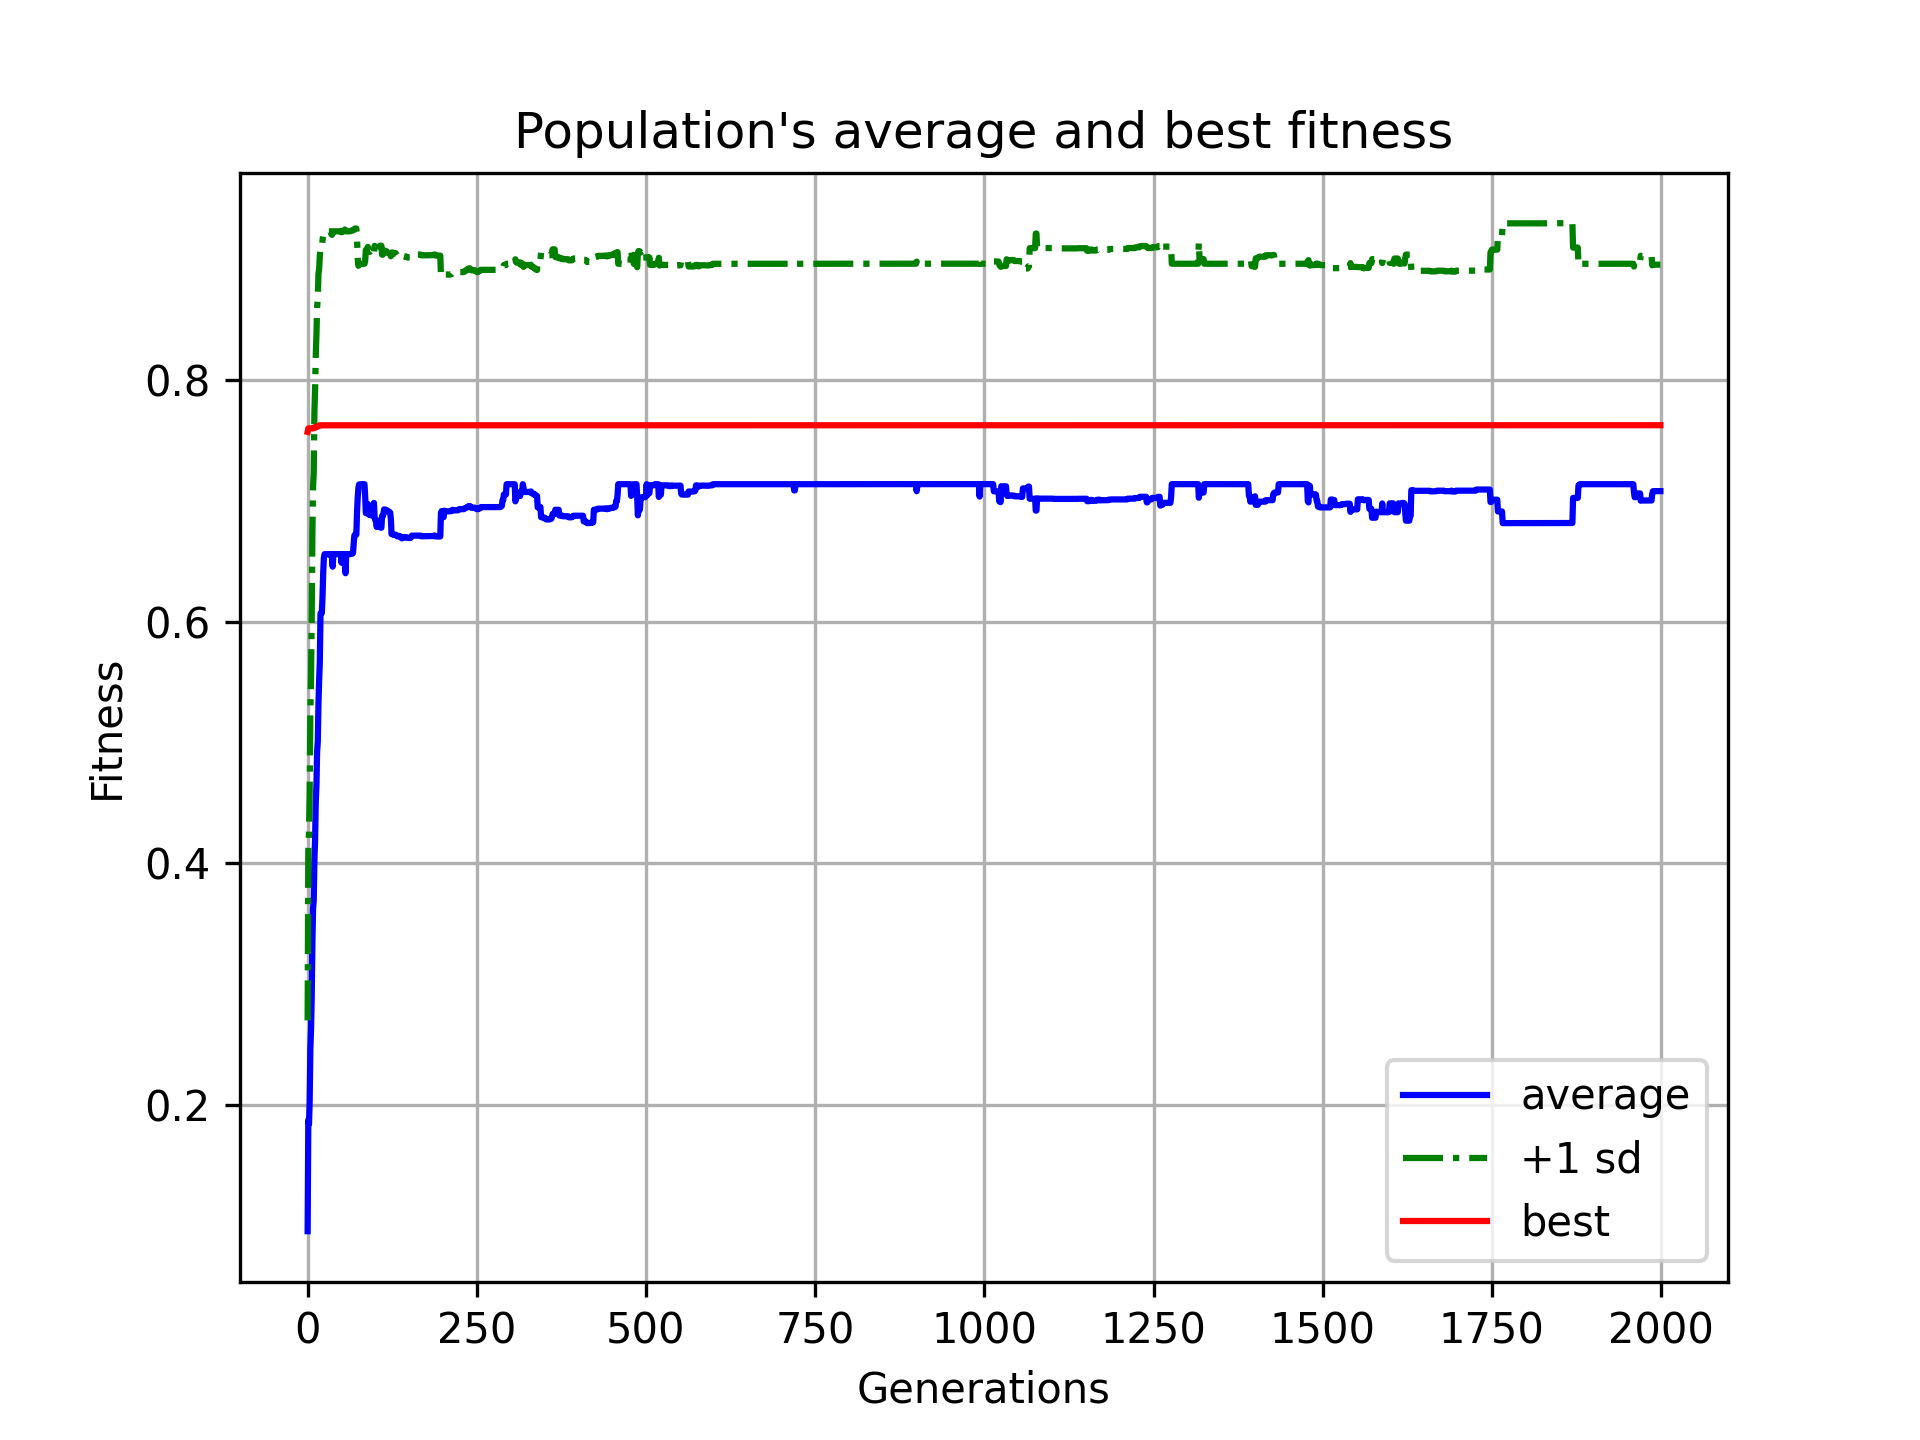 Population's average and best fitness
Fitness
0.8
0.6
0.4
0.2
average
+1 sd
best
0 250 500 750 1000 1250 1500 1750 2000
Generations